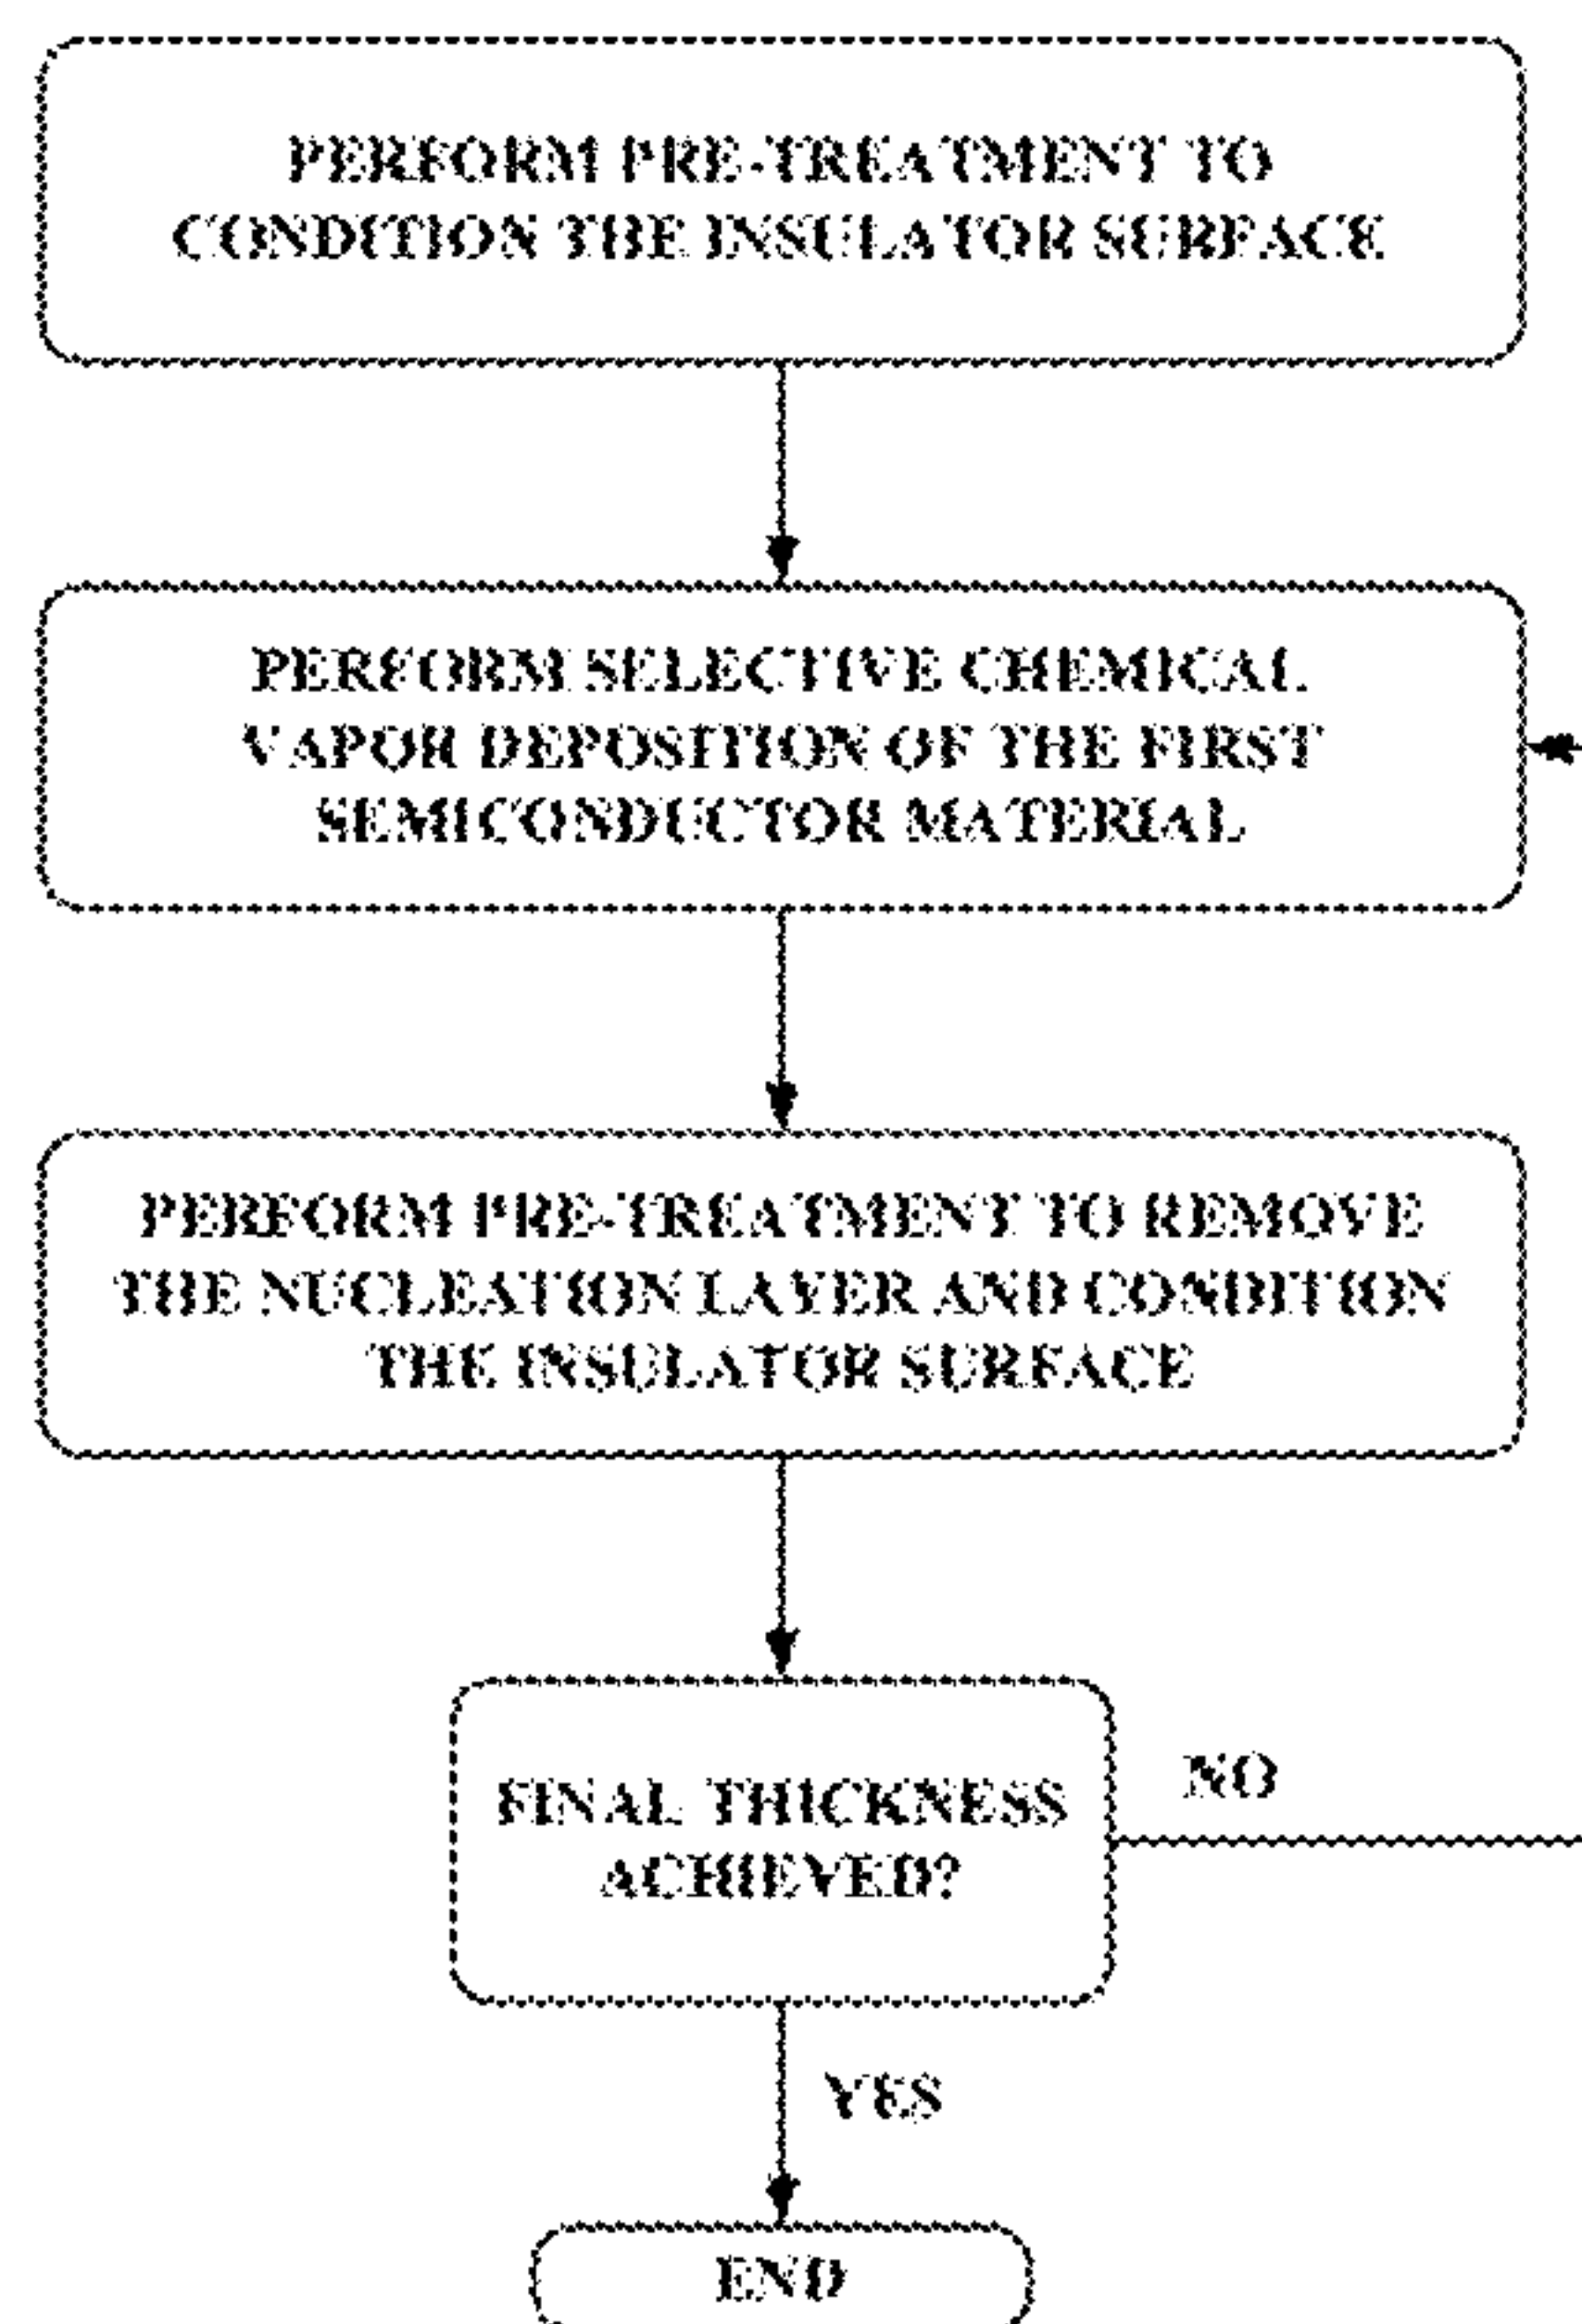 PERFORM PRE-TREATMENT TO
CONDITION THE INSULATOR SURFACE
PERFORM SELECTIVE CHEMICAL
VAPOR DEPOSITION OF THE FIRST
SEMICONDUCTOR MATERIAL
PERFORM PRE-TREATMENT TO REMOVE
THE NUCLEATION LAYER AND CONDITION
THE INSULATOR SURFACE
FINAL THICKNESS
ACHIEVED?
NO
YES
END